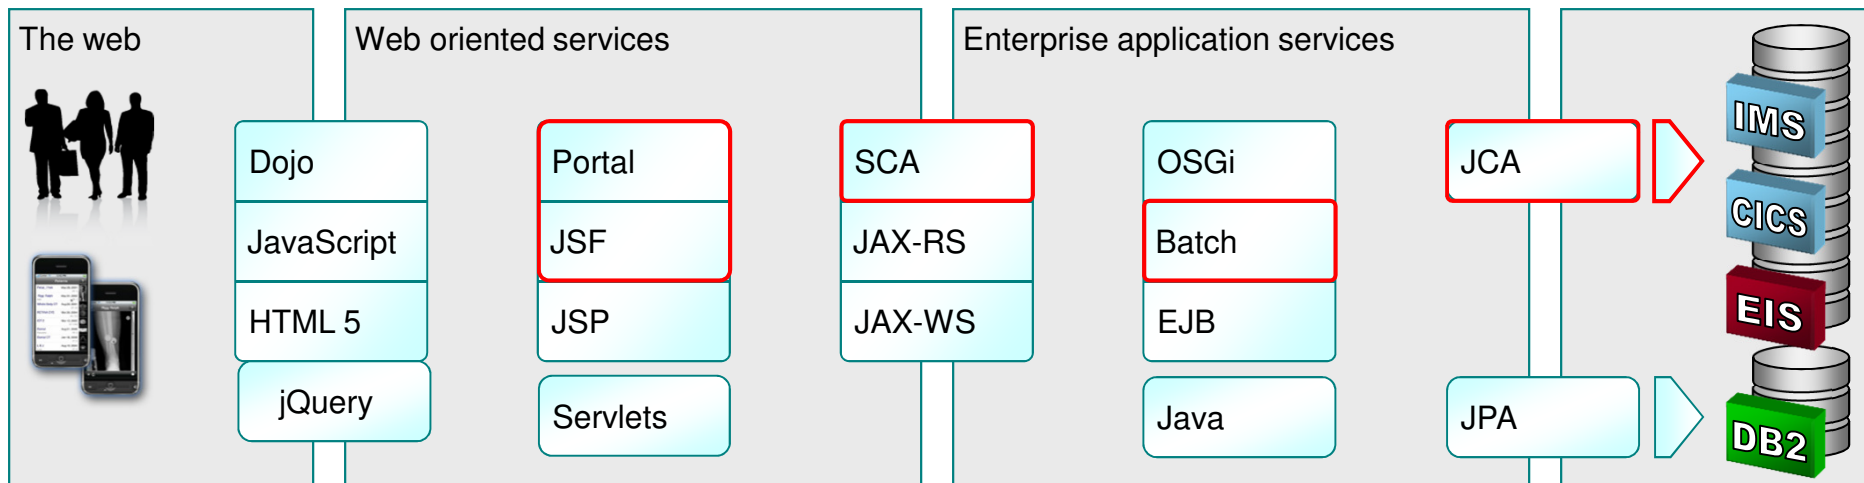 The web
Web oriented services
Enterprise application services
Dojo
JavaScript
HTML 5
jQuery
Portal
JSF
JSP
Servlets
SCA
JAX-RS
JAX-WS
OSGi
Batch
EJB
Java
JCA
JPA
IMS
CICS
EIS
DB2